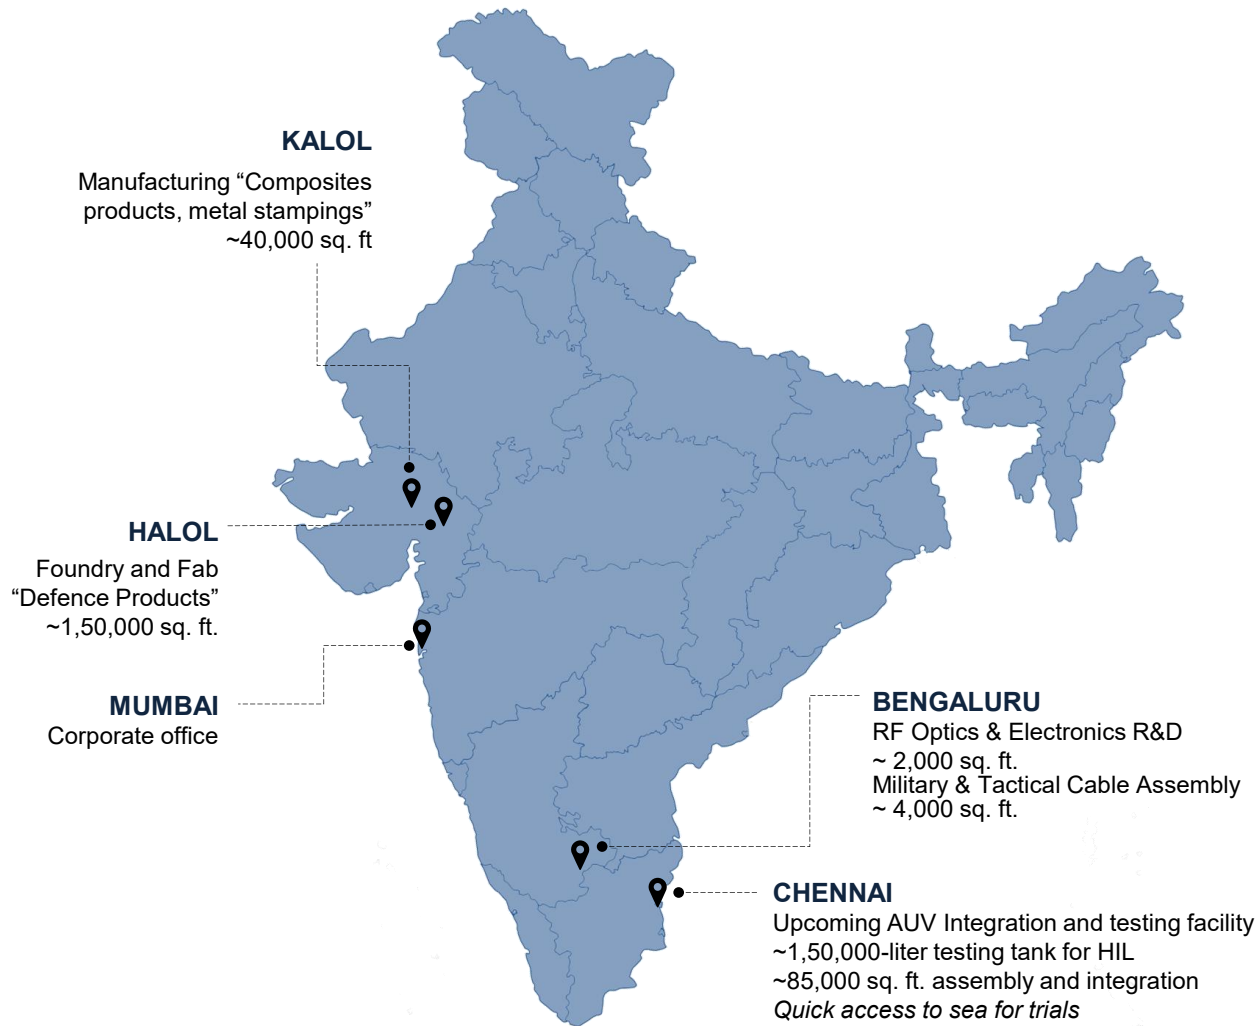 KALOL
Manufacturing “Composites
products, metal stampings”
~40,000 sq. ft
HALOL
Foundry and Fab
“Defence Products”
~1,50,000 sq. ft.
MUMBAI
Corporate office
BENGALURU
RF Optics & Electronics R&D
~ 2,000 sq. ft.
Military & Tactical Cable Assembly
~ 4,000 sq. ft.
CHENNAI
Upcoming AUV Integration and testing facility
~1,50,000-liter testing tank for HIL
~85,000 sq. ft. assembly and integration
Quick access to sea for trials